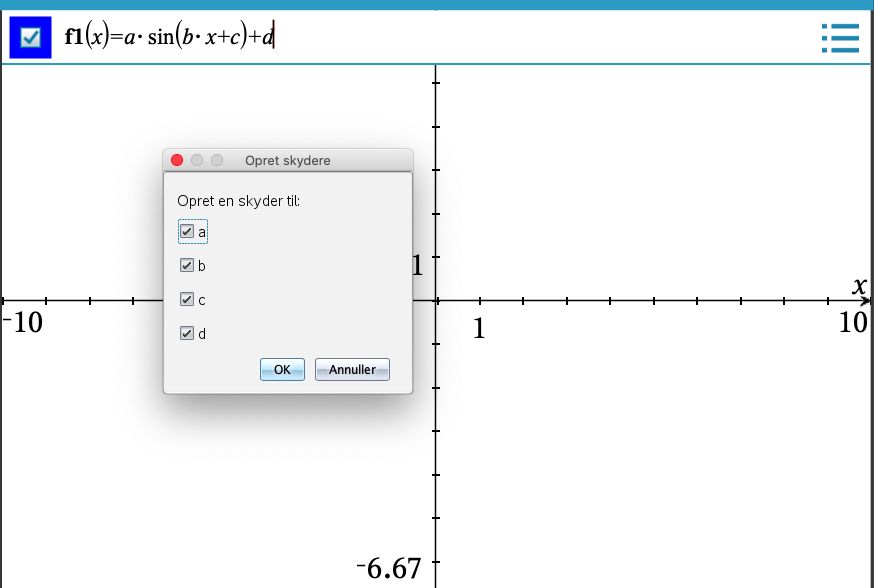 f1(x)=a· sin(b· x+c)+d
Opret skydere
Opret en skyder til:
a
b
c
d
OK Annuller
1
x
-10
1
10
-6.67